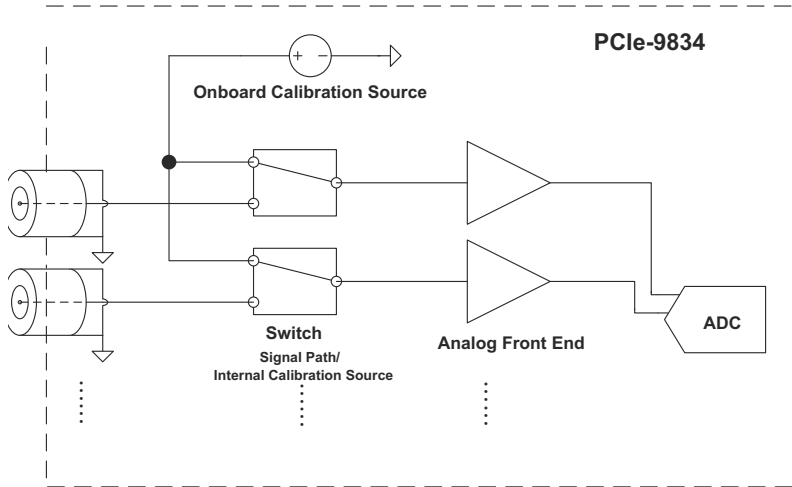 PCIe-9834
+ −
Onboard Calibration Source
Switch
Signal Path/
Internal Calibration Source
Analog Front End
ADC